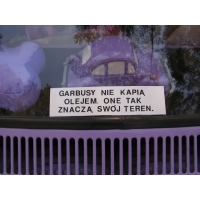 GARBUSY NIE KAPIĄ
OLEJEM. ONE TAK
ZNACZĄ SWÓJ TEREN.